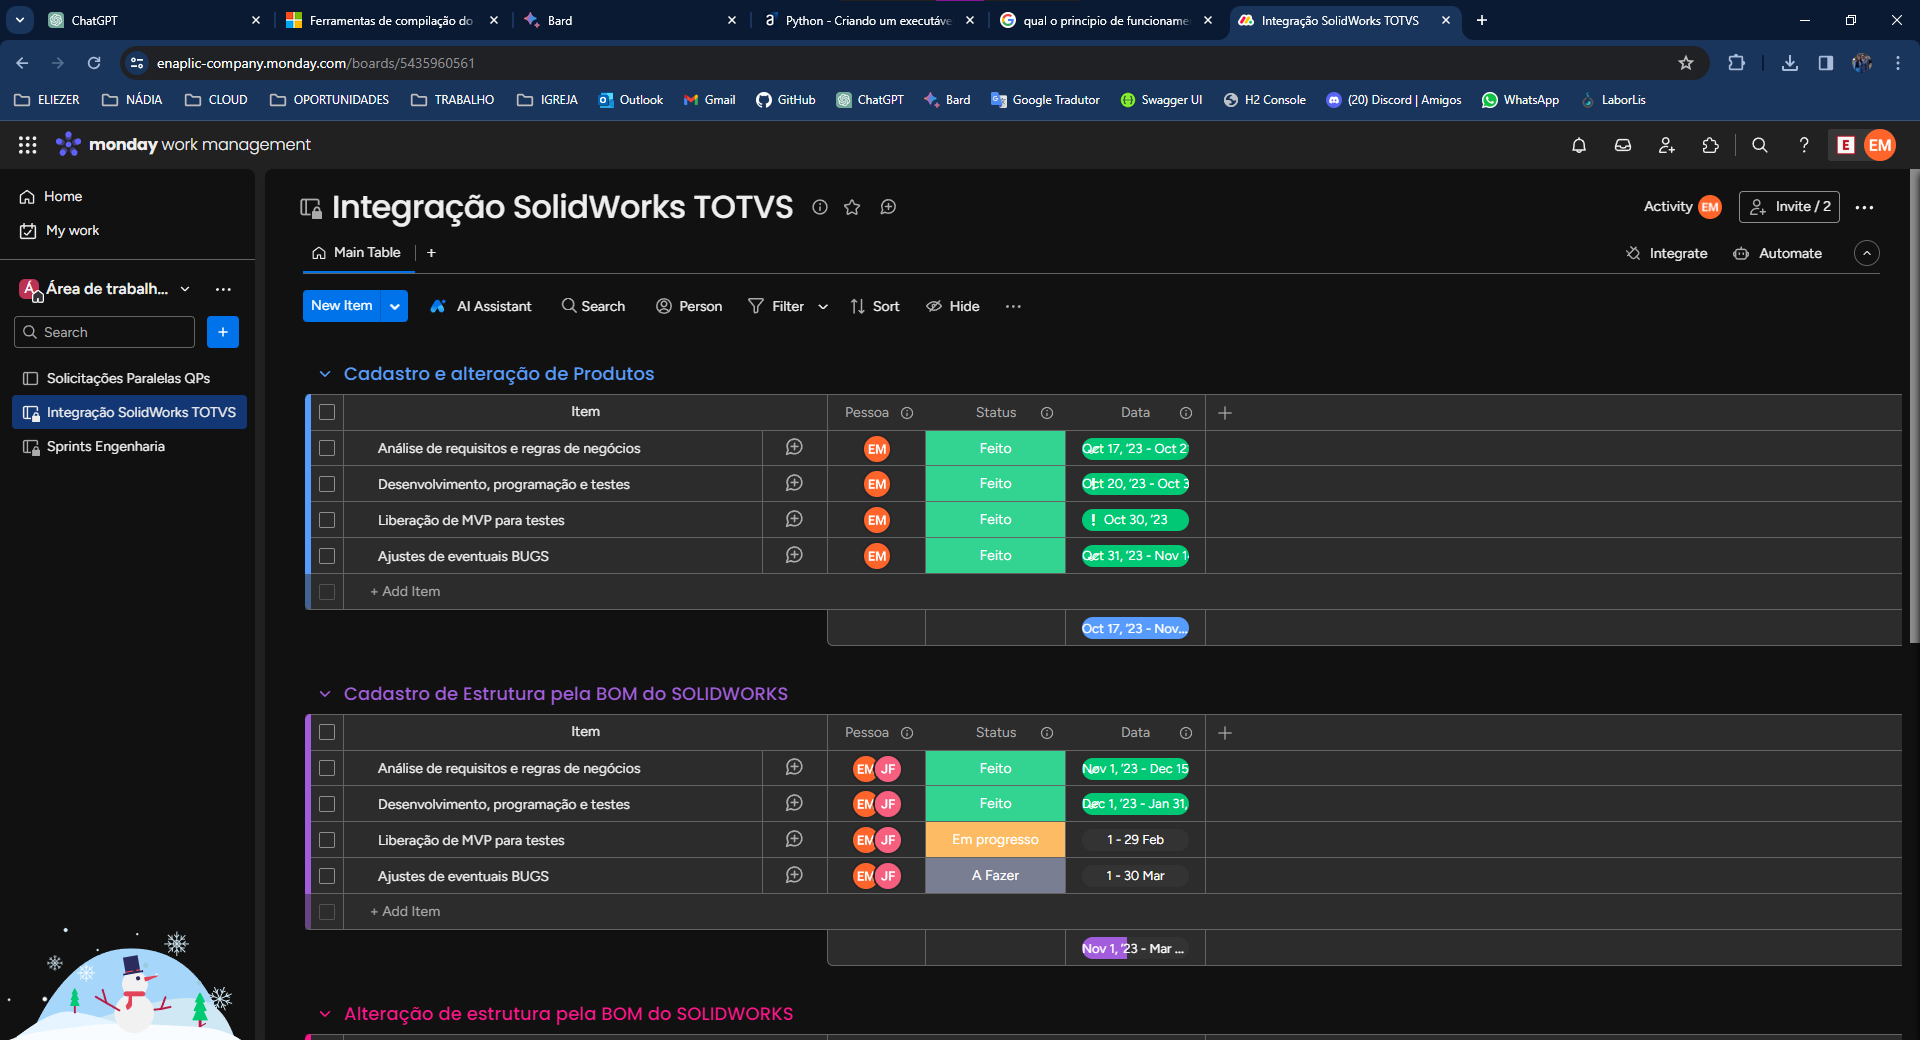 ChatGPT
Ferramentas de compilação do
Bard
Python - Criando um executáve
qual o principio de funcioname
Integração SolidWorks TOTVS
enaplic-company.monday.com/boards/5435960561
ELIEZER
NÁDIA
CLOUD
OPORTUNIDADES
TRABALHO
IGREJA
Outlook
Gmail
GitHub
ChatGPT
Bard
Google Tradutor
Swagger UI
H2 Console
(20) Discord | Amigos
WhatsApp
LaborLis
monday work management
E
EM
Home
My work
Á Área de trabalh...
Search
Solicitações Paralelas QPs
Integração SolidWorks TOTVS
Sprints Engenharia
Integração SolidWorks TOTVS
Activity EM
Invite / 2
Main Table
Integrate
Automate
New Item
AI Assistant
Search
Person
Filter
Sort
Hide
Cadastro e alteração de Produtos
Item Pessoa Status Data
Análise de requisitos e regras de negócios EM Feito Oct 17, '23 - Oct 2
Desenvolvimento, programação e testes EM Feito Oct 20, '23 - Oct 3
Liberação de MVP para testes EM Feito ! Oct 30, '23
Ajustes de eventuais BUGS EM Feito Oct 31, '23 - Nov 1
+ Add Item
Oct 17, '23 - Nov...
Cadastro de Estrutura pela BOM do SOLIDWORKS
Item Pessoa Status Data
Análise de requisitos e regras de negócios EM JF Feito Nov 1, '23 - Dec 15
Desenvolvimento, programação e testes EM JF Feito Dec 1, '23 - Jan 31,
Liberação de MVP para testes EM JF Em progresso 1 - 29 Feb
Ajustes de eventuais BUGS EM JF A Fazer 1 - 30 Mar
+ Add Item
Nov 1, '23 - Mar ...
Alteração de estrutura pela BOM do SOLIDWORKS